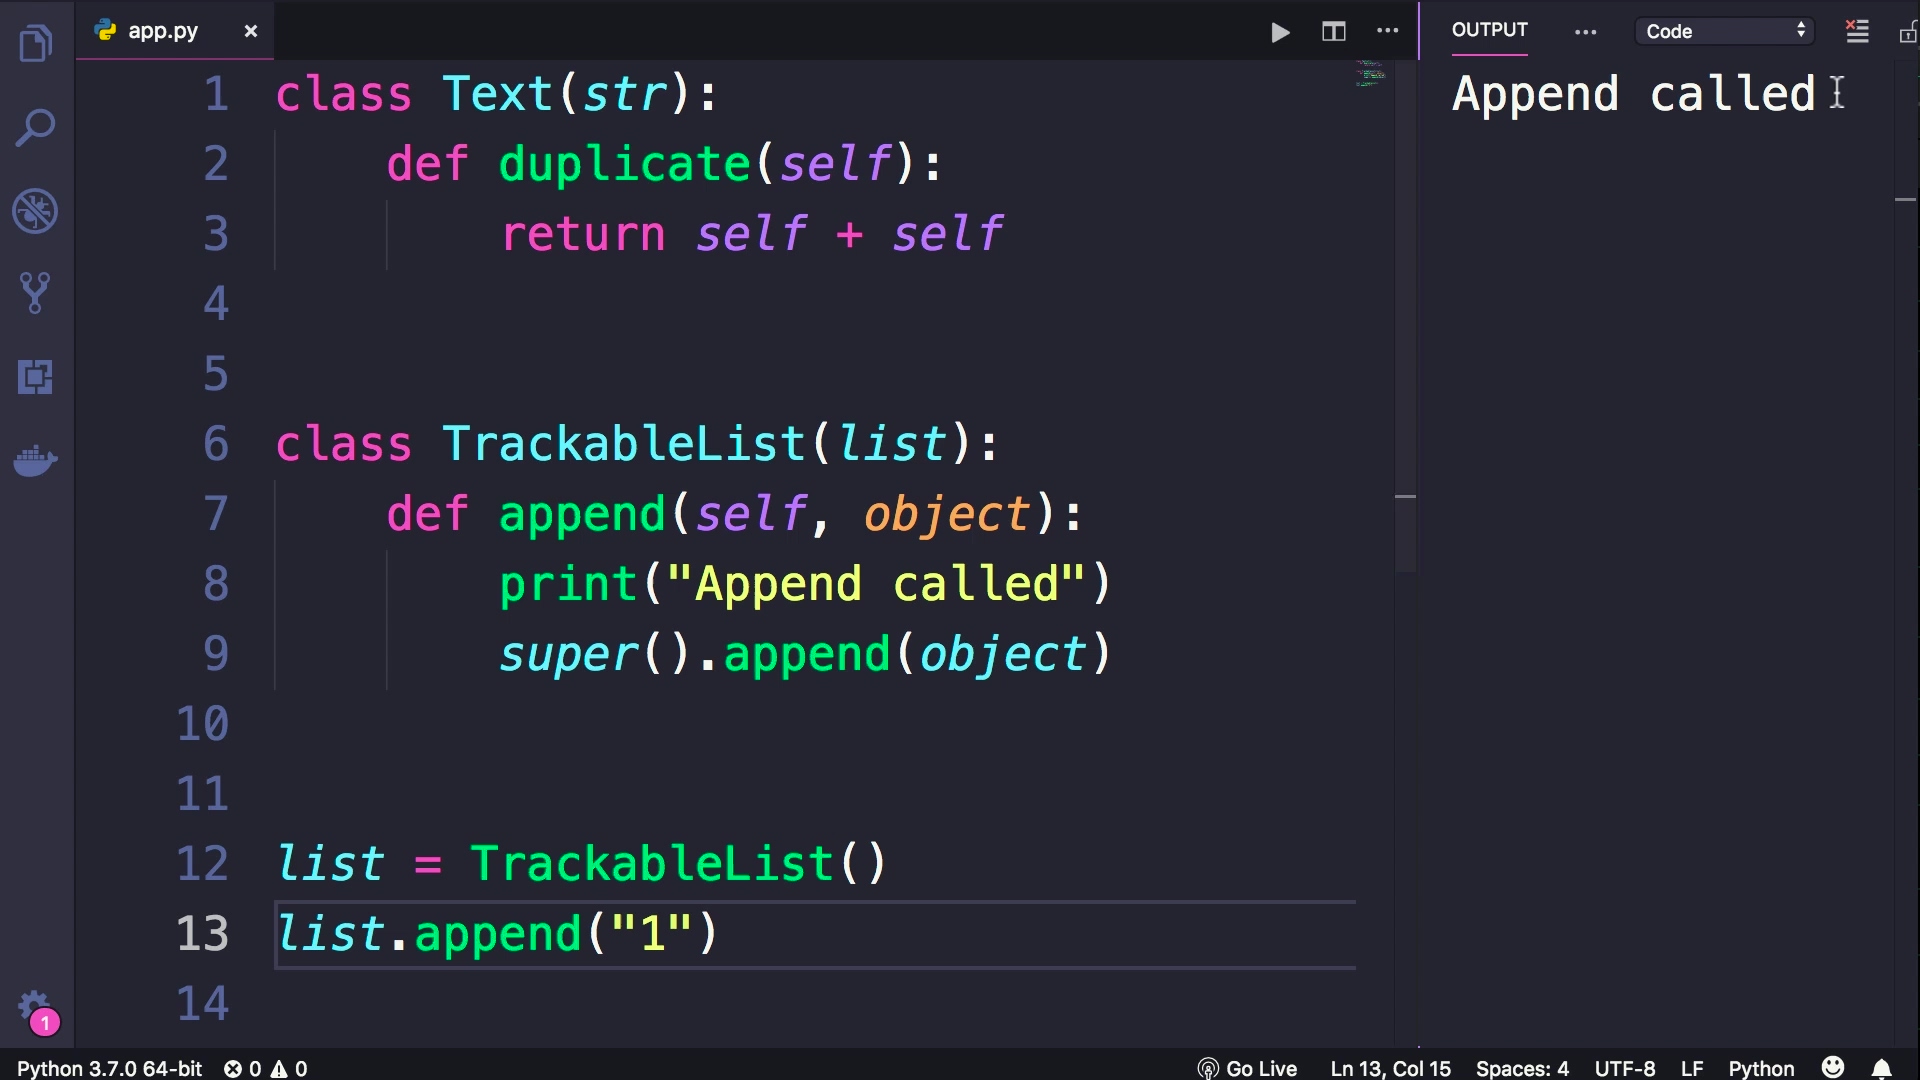 app.py
OUTPUT
Code
1 class Text(str):
2 def duplicate(self):
3 return self + self
4
5
6 class TrackableList(list):
7 def append(self, object):
8 print("Append called")
9 super().append(object)
10
11
12 list = TrackableList()
13 list.append("1")
14
Append called
1
Python 3.7.0 64-bit 0 0 Go Live Ln 13, Col 15 Spaces: 4 UTF-8 LF Python